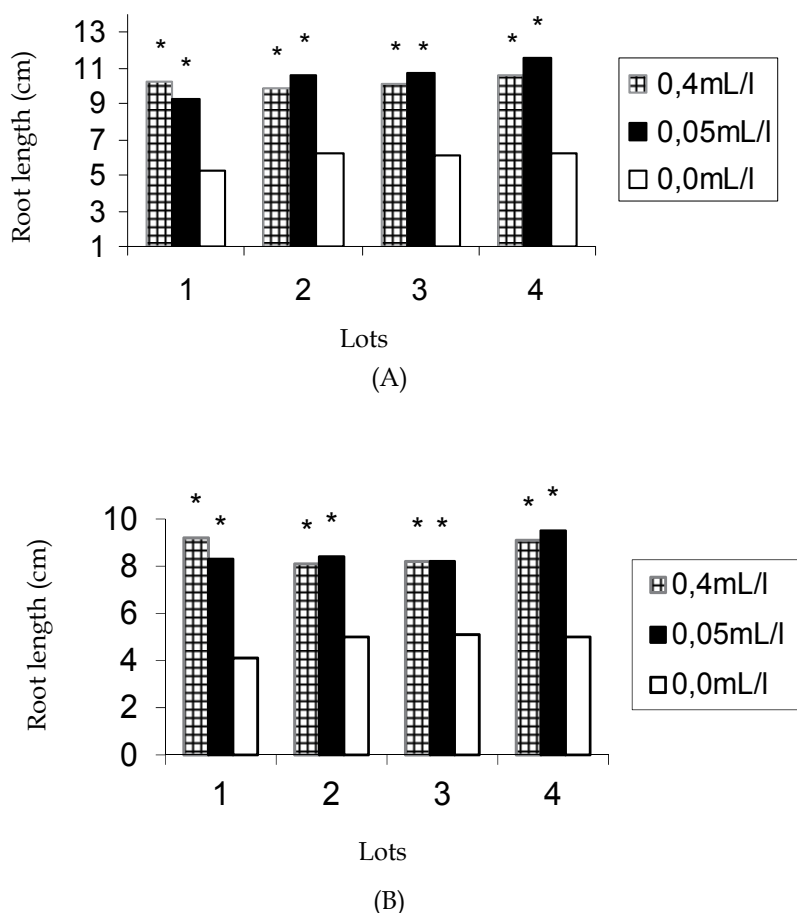 Root length (cm)
13
11
9
7
5
3
1
* * * * * * * *
1 2 3 4
Lots
(A)
0,4mL/l
0,05mL/l
0,0mL/l
Root length (cm)
10
8
6
4
2
0
* * * * * * * *
1 2 3 4
Lots
(B)
0,4mL/l
0,05mL/l
0,0mL/l